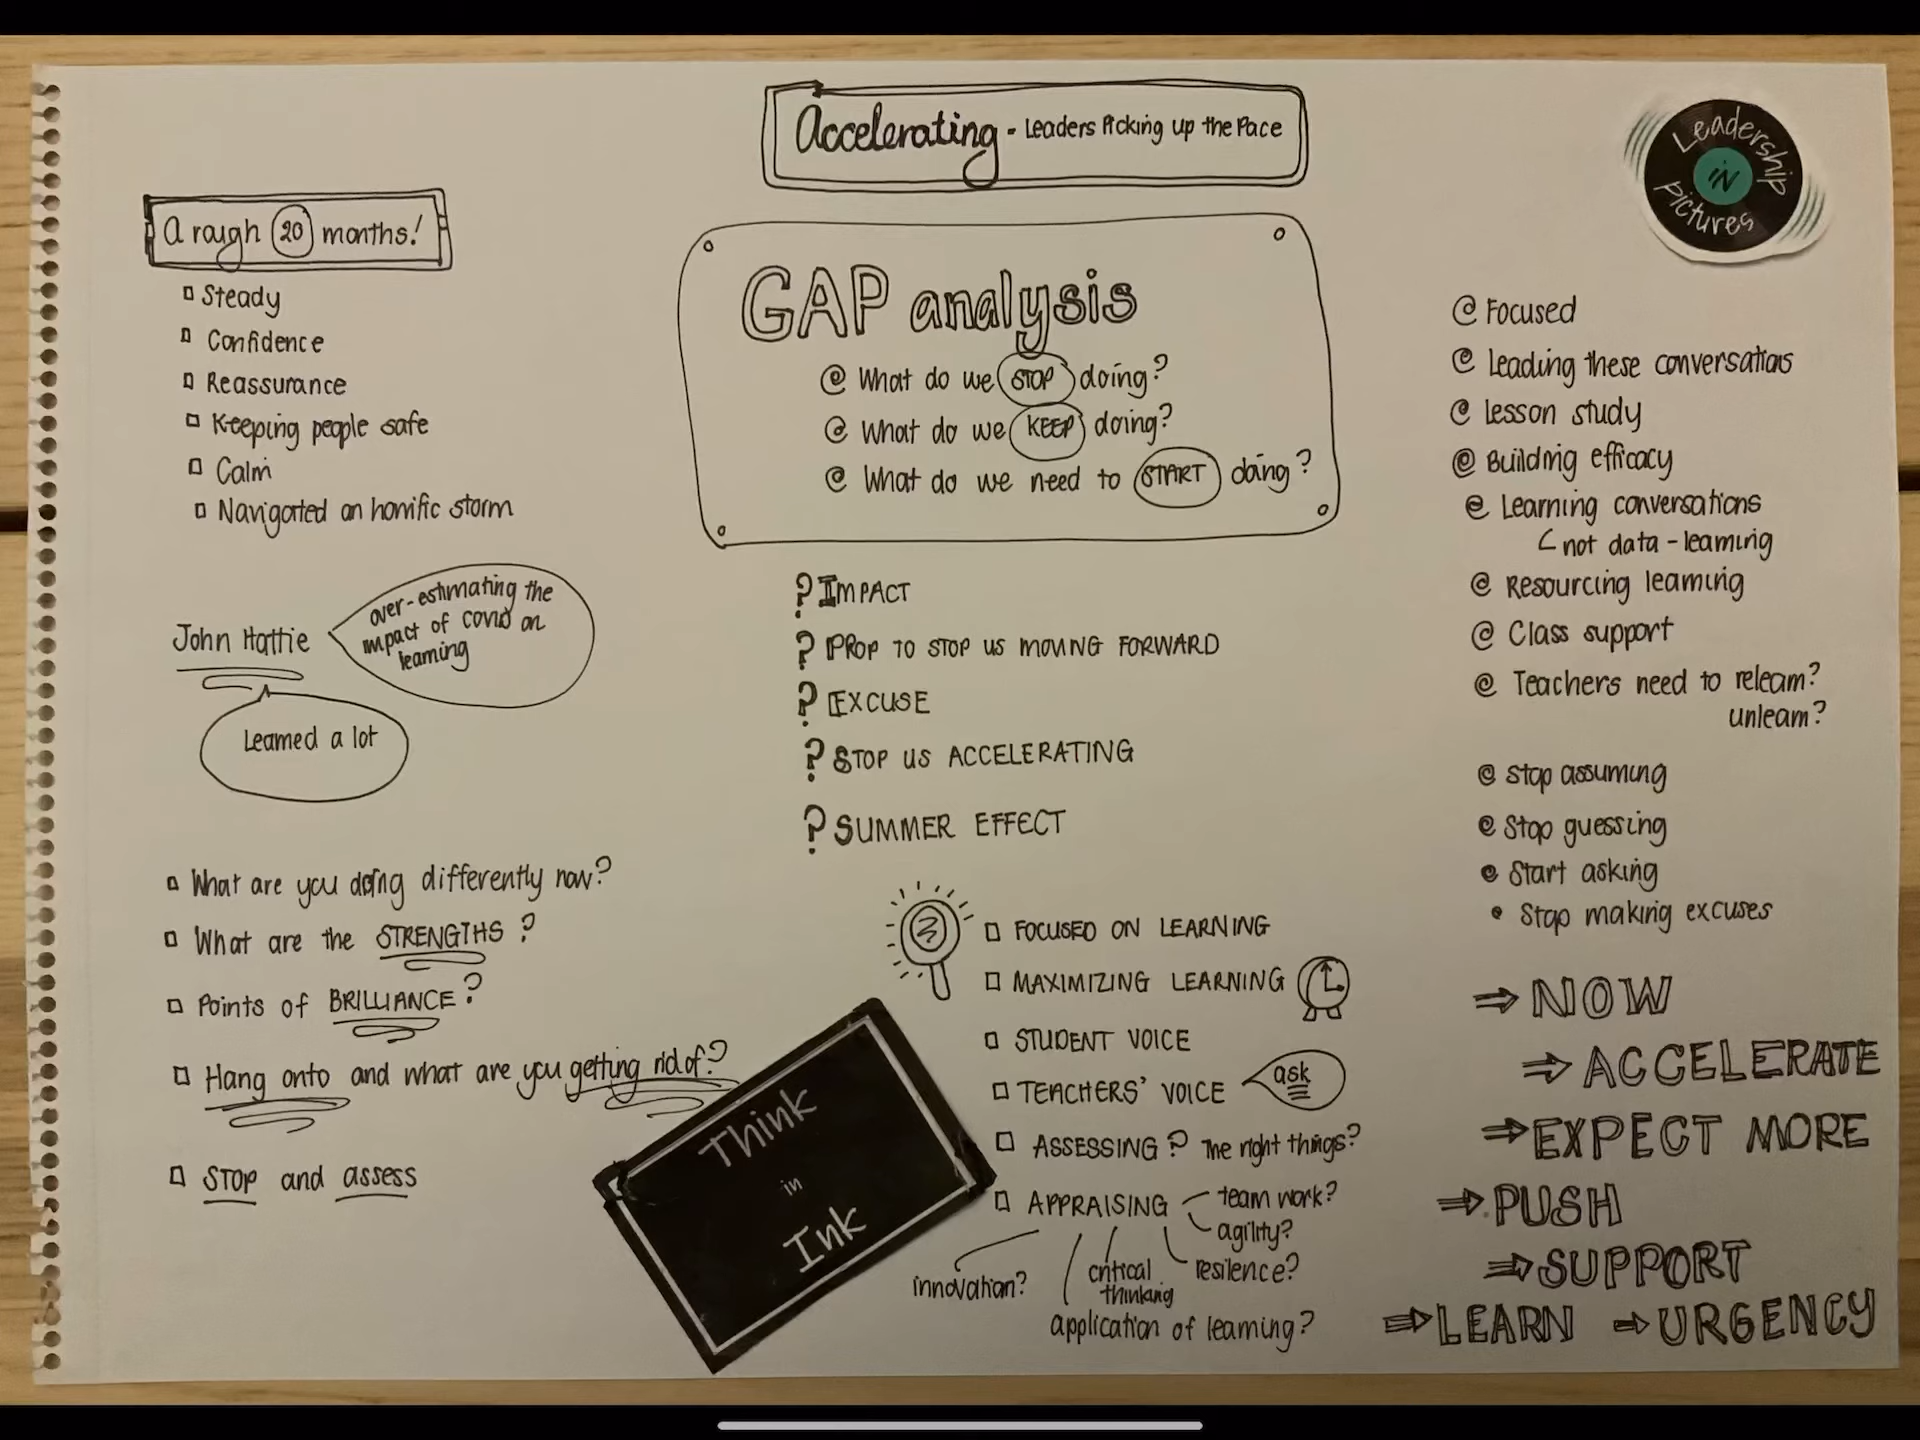 Accelerating - Leaders Picking up the Pace
Leadership
in
pictures
A rough 20 months!
Steady
Confidence
Reassurance
Keeping people safe
Calm
Navigated an horrific storm
John Hattie
over-estimating the
impact of covid on
learning
Learned a lot
What are you doing differently now?
What are the STRENGTHS?
Points of BRILLIANCE?
Hang onto and what are you getting rid of?
STOP and assess
GAP analysis
@ What do we STOP doing?
@ What do we KEEP doing?
@ What do we need to START doing?
? IMPACT
? PROP TO STOP US MOVING FORWARD
? EXCUSE
? STOP US ACCELERATING
? SUMMER EFFECT
FOCUSED ON LEARNING
MAXIMIZING LEARNING
STUDENT VOICE
TEACHERS' VOICE
ask
ASSESSING? The right things?
APPRAISING
team work?
agility?
resilence?
critical
thinking
innovation?
application of learning?
Think
in
Ink
@ Focused
@ Leading these conversations
@ Lesson study
@ Building efficacy
@ Learning conversations
not data - learning
@ Resourcing learning
@ Class support
@ Teachers need to relearn?
unlearn?
@ Stop assuming
@ Stop guessing
@ Start asking
• Stop making excuses
⇒ NOW
⇒ ACCELERATE
⇒ EXPECT MORE
⇒ PUSH
⇒ SUPPORT
⇒ LEARN ⇒ URGENCY